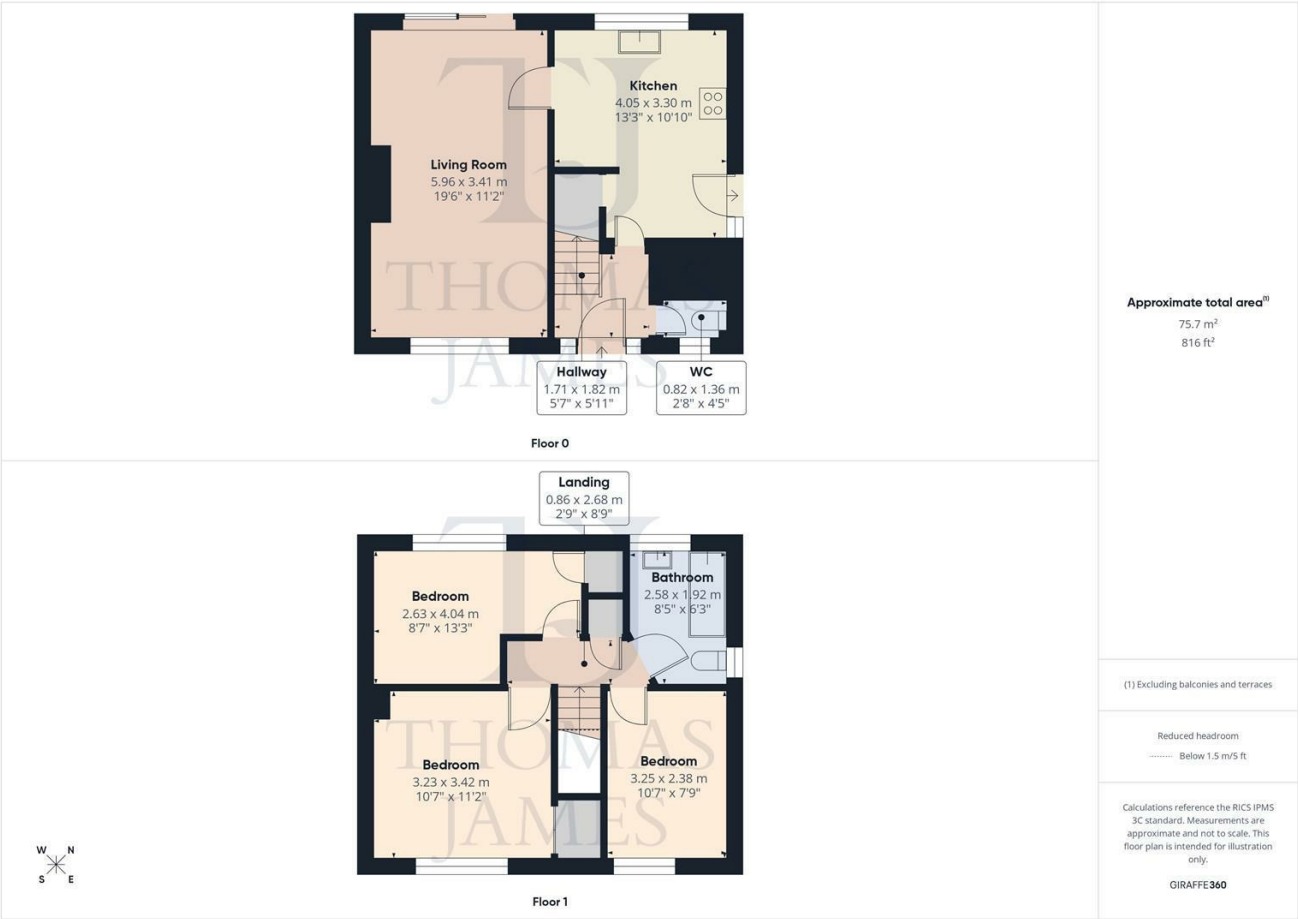 Kitchen
4.05 x 3.30 m
13'3" x 10'10"
Living Room
5.96 x 3.41 m
19'6" x 11'2"
TJ
THOMAS
JAMES
Hallway
1.71 x 1.82 m
5'7" x 5'11"
WC
0.82 x 1.36 m
2'8" x 4'5"
Floor 0
Approximate total area(1)
75.7 m²
816 ft²
Landing
0.86 x 2.68 m
2'9" x 8'9"
Bathroom
2.58 x 1.92 m
8'5" x 6'3"
Bedroom
2.63 x 4.04 m
8'7" x 13'3"
TJ
THOMAS
JAMES
Bedroom
3.23 x 3.42 m
10'7" x 11'2"
Bedroom
3.25 x 2.38 m
10'7" x 7'9"
W N
S E
Floor 1
(1) Excluding balconies and terraces
Reduced headroom
Below 1.5 m/5 ft
Calculations reference the RICS IPMS
3C standard. Measurements are
approximate and not to scale. This
floor plan is intended for illustration
only.
GIRAFFE360